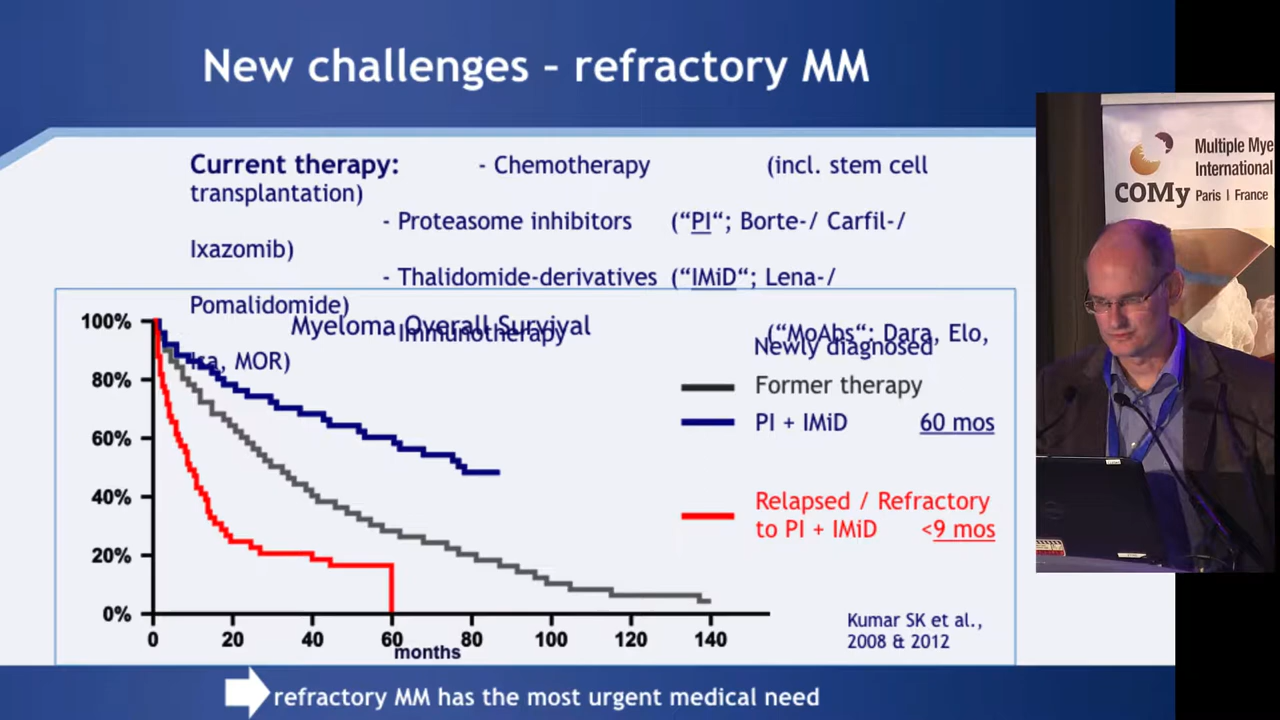 New challenges – refractory MM
Current therapy: - Chemotherapy (incl. stem cell
transplantation)
- Proteasome inhibitors (“PI“; Borte-/ Carfil-/
Ixazomib)
- Thalidomide-derivatives (“IMiD“; Lena-/
Pomalidomide)
- Immunotherapy (“MoAbs“: Dara, Elo,
Isa, MOR)
Myeloma Overall Survival
Newly diagnosed
Former therapy
PI + IMiD 60 mos
Relapsed / Refractory
to PI + IMiD <9 mos
100%
80%
60%
40%
20%
0%
0 20 40 60 80 100 120 140
months
Kumar SK et al.,
2008 & 2012
refractory MM has the most urgent medical need
COMy
Multiple Mye
International
Paris | France